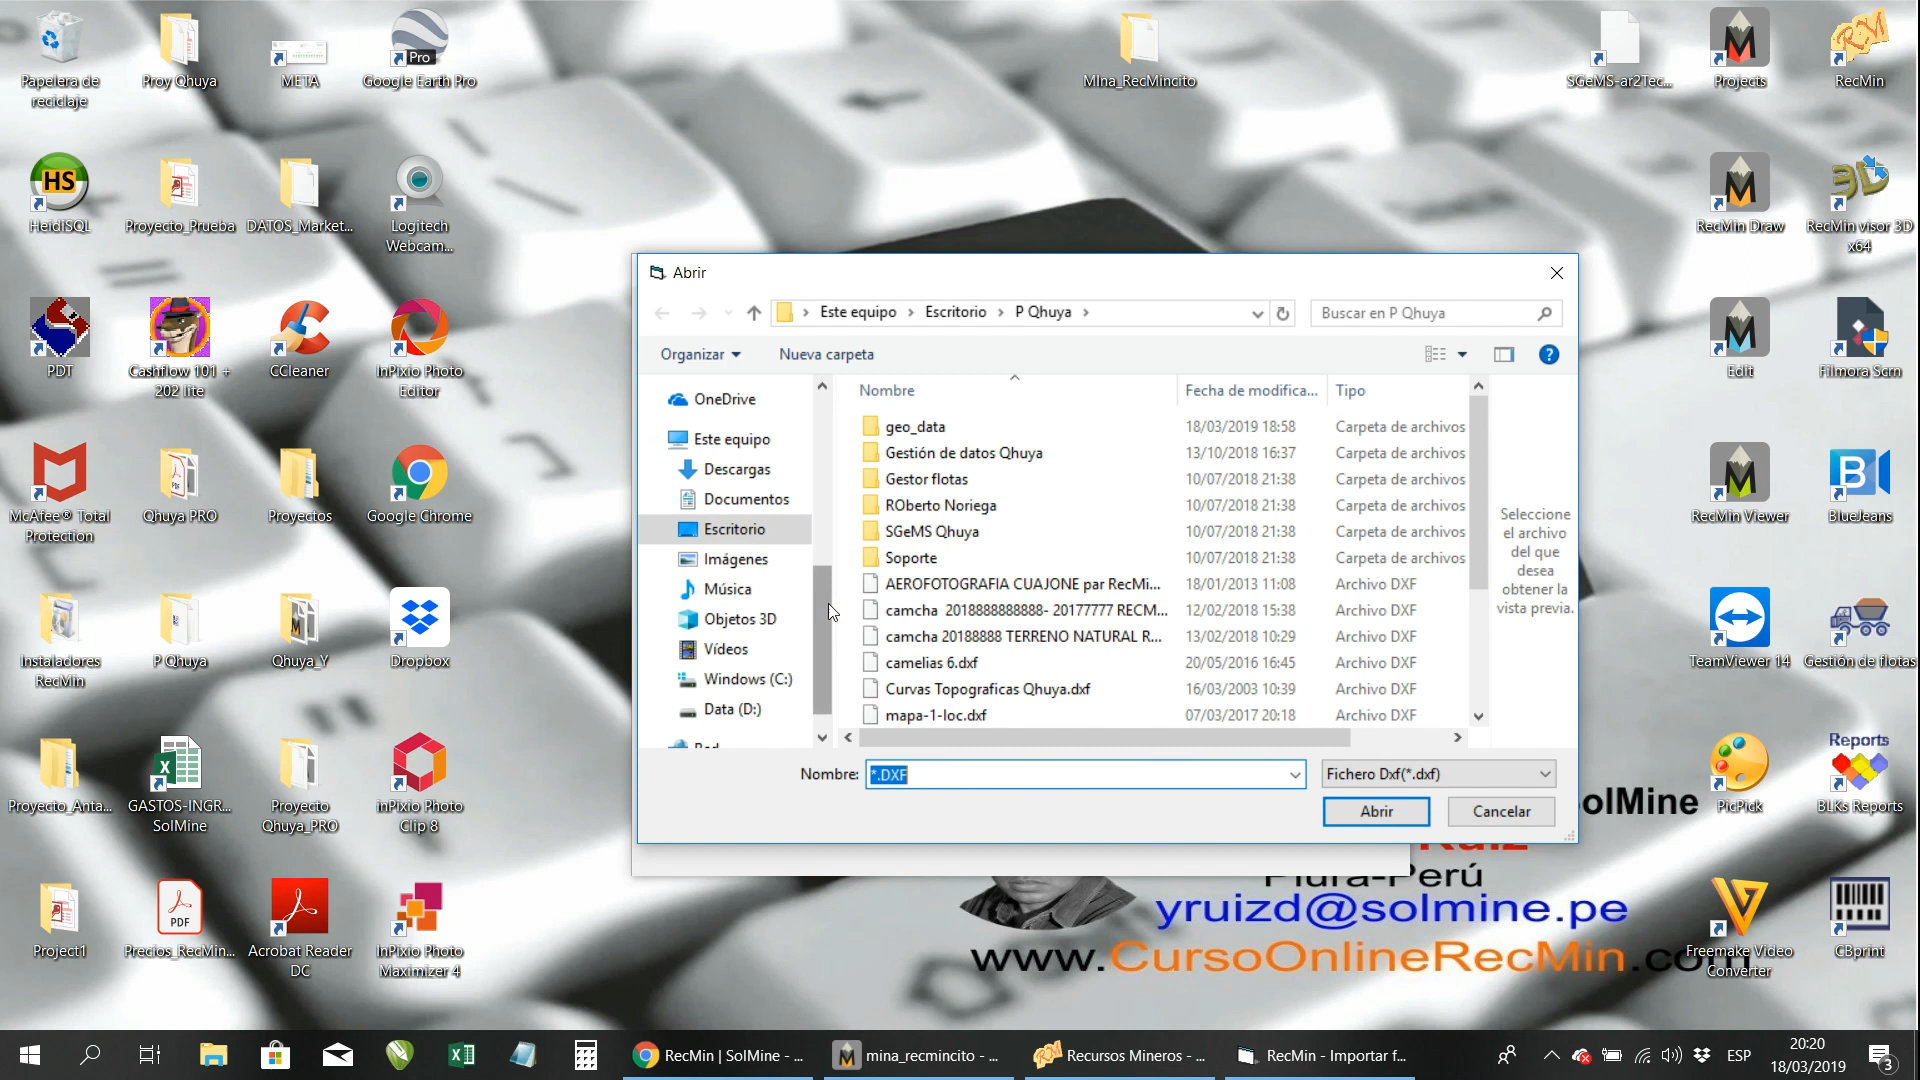 Papelera de
reciclaje
Proy Qhuya
META
Pro
Google Earth Pro
MIna_RecMincito
SGeMS-ar2Tec...
Projects
RM
RecMin
HS
HeidiSQL
Proyecto_Prueba
DATOS_Market...
Logitech
Webcam...
RecMin Draw
3D
RecMin visor 3D
x64
PDT
Cashflow 101 +
202 lite
CCleaner
InPixio Photo
Editor
Edit
Filmora Scrn
McAfee® Total
Protection
Qhuya PRO
Proyectos
Google Chrome
RecMin Viewer
B
BlueJeans
Instaladores
RecMin
P Qhuya
Qhuya_Y
Dropbox
TeamViewer 14
Gestión de flotas
Proyecto_Anta...
GASTOS-INGR...
SolMine
Proyecto
Qhuya_PRO
inPixio Photo
Clip 8
PicPick
Reports
BLKs Reports
Project1
PDF
Precios_RecMin...
Acrobat Reader
DC
InPixio Photo
Maximizer 4
Freemake Video
Converter
CBprint
Abrir
Este equipo
Escritorio
P Qhuya
Buscar en P Qhuya
Organizar
Nueva carpeta
OneDrive
Este equipo
Descargas
Documentos
Escritorio
Imágenes
Música
Objetos 3D
Vídeos
Windows (C:)
Data (D:)
Nombre
Fecha de modifica...
Tipo
geo_data 18/03/2019 18:58 Carpeta de archivos
Gestión de datos Qhuya 13/10/2018 16:37 Carpeta de archivos
Gestor flotas 10/07/2018 21:38 Carpeta de archivos
ROberto Noriega 10/07/2018 21:38 Carpeta de archivos
SGeMS Qhuya 10/07/2018 21:38 Carpeta de archivos
Soporte 10/07/2018 21:38 Carpeta de archivos
AEROFOTOGRAFIA CUAJONE par RecMi... 18/01/2013 11:08 Archivo DXF
camcha 2018888888888- 20177777 RECM... 12/02/2018 15:38 Archivo DXF
camcha 20188888 TERRENO NATURAL R... 13/02/2018 10:29 Archivo DXF
camelias 6.dxf 20/05/2016 16:45 Archivo DXF
Curvas Topograficas Qhuya.dxf 16/03/2003 10:39 Archivo DXF
mapa-1-loc.dxf 07/03/2017 20:18 Archivo DXF
Seleccione
el archivo
del que
desea
obtener la
vista previa.
Nombre:
*.DXF
Fichero Dxf(*.dxf)
Abrir
Cancelar
olMine
Piura-Perú
yruizd@solmine.pe
www.CursoOnlineRecMin.com
RecMin | SolMine - ...
mina_recmincito - ...
Recursos Mineros - ...
RecMin - Importar f...
ESP
20:20
18/03/2019
3